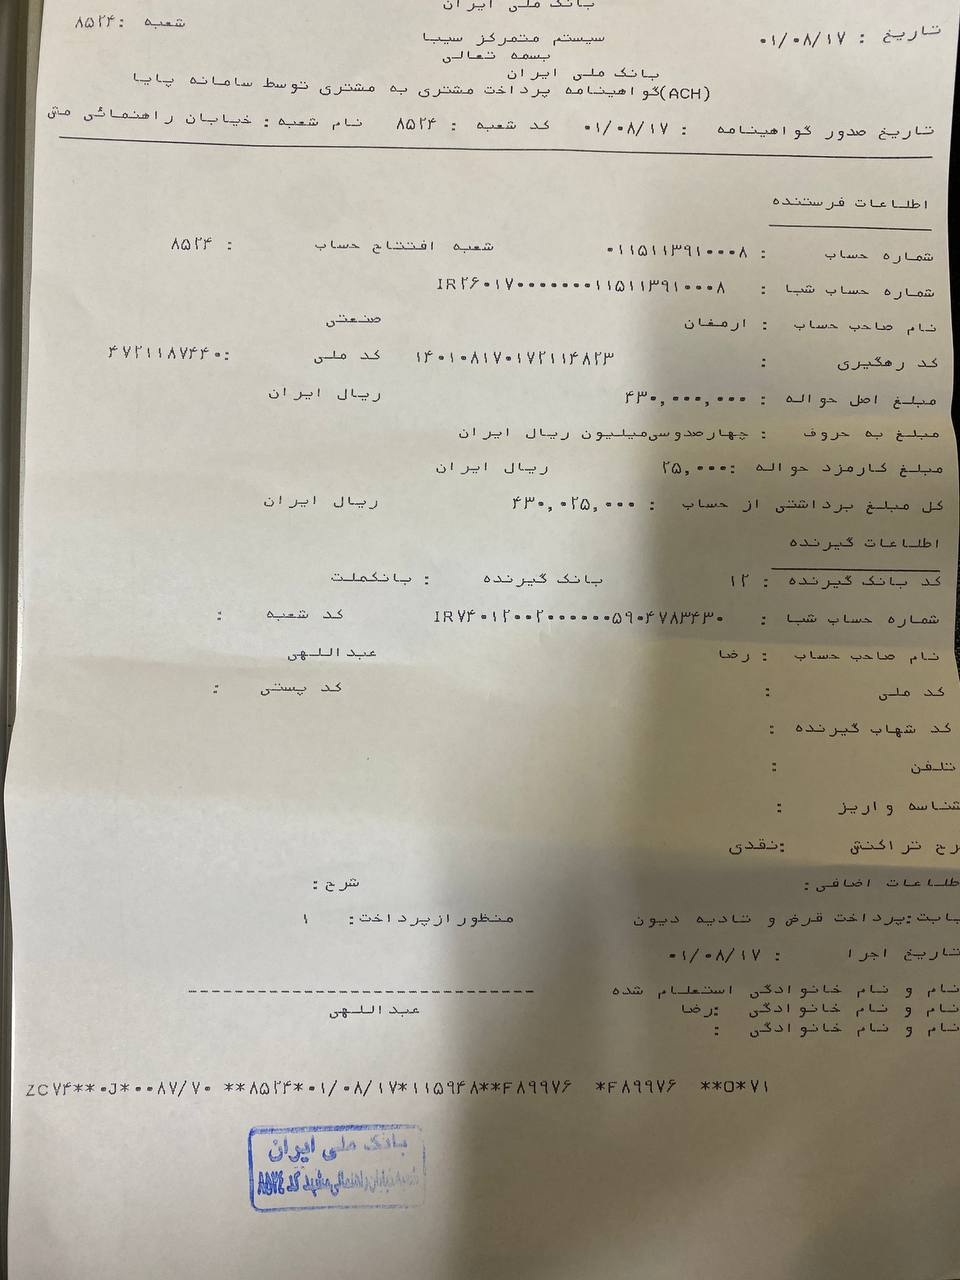 بانک ملی ایران
تاریخ : ۰۱/۰۸/۱۷ شعبه : ۸۵۲۴
سیستم متمرکز سیبا
بسمه تعالی
بانک ملی ایران
گواهینامه پرداخت مشتری به مشتری توسط سامانه پایا(ACH)
تاریخ صدور گواهینامه : ۰۱/۰۸/۱۷ کد شعبه : ۸۵۲۴ نام شعبه : خیابان راهنمائی مش
اطلاعات فرستنده
شماره حساب : ۰۱۱۵۱۱۳۹۱۰۰۰۸ شعبه افتتاح حساب : ۸۵۲۴
شماره حساب شبا : IR۲۶۰۱۷۰۰۰۰۰۰۰۱۱۵۱۱۳۹۱۰۰۰۸
نام صاحب حساب : ارمغان صنعتی
کد رهگیری : ۱۴۰۱۰۸۱۷۰۱۷۲۱۱۴۸۲۳ کد ملی :۴۷۲۱۱۸۷۴۴۰
مبلغ اصل حواله : ۴۳۰,۰۰۰,۰۰۰ ریال ایران
مبلغ به حروف : چهارصدوسی‌میلیون ریال ایران
مبلغ کارمزد حواله :۲۵,۰۰۰ ریال ایران
کل مبلغ برداشتی از حساب : ۴۳۰,۰۲۵,۰۰۰ ریال ایران
اطلاعات گیرنده
کد بانک گیرنده : ۱۲ بانک گیرنده : بانکملت
شماره حساب شبا : IR۷۴۰۱۲۰۰۲۰۰۰۰۰۰۵۹۰۴۷۸۳۴۳۰ کد شعبه :
نام صاحب حساب : رضا عبداللهی
کد ملی : کد پستی :
کد شهاب گیرنده :
تلفن :
شناسه واریز :
رح تراکنش :نقدی
طلاعات اضافی: شرح :
بابت:پرداخت قرض و تادیه دیون منظور ازپرداخت: ۱
تاریخ اجرا : ۰۱/۰۸/۱۷
نام و نام خانوادگی استعلام شده ------------------------------
نام و نام خانوادگی :رضا عبداللهی
نام و نام خانوادگی :
ZC۷۴**۰J*۰۰۸۷/۷۰ **۸۵۲۴*۰۱/۰۸/۱۷*۱۱۵۹۴۸**F۸۹۹۷۶ *F۸۹۹۷۶ **O*۷۱
بانک ملی ایران
خیابان راهنمائی مشهد کد ۸۵۲۴